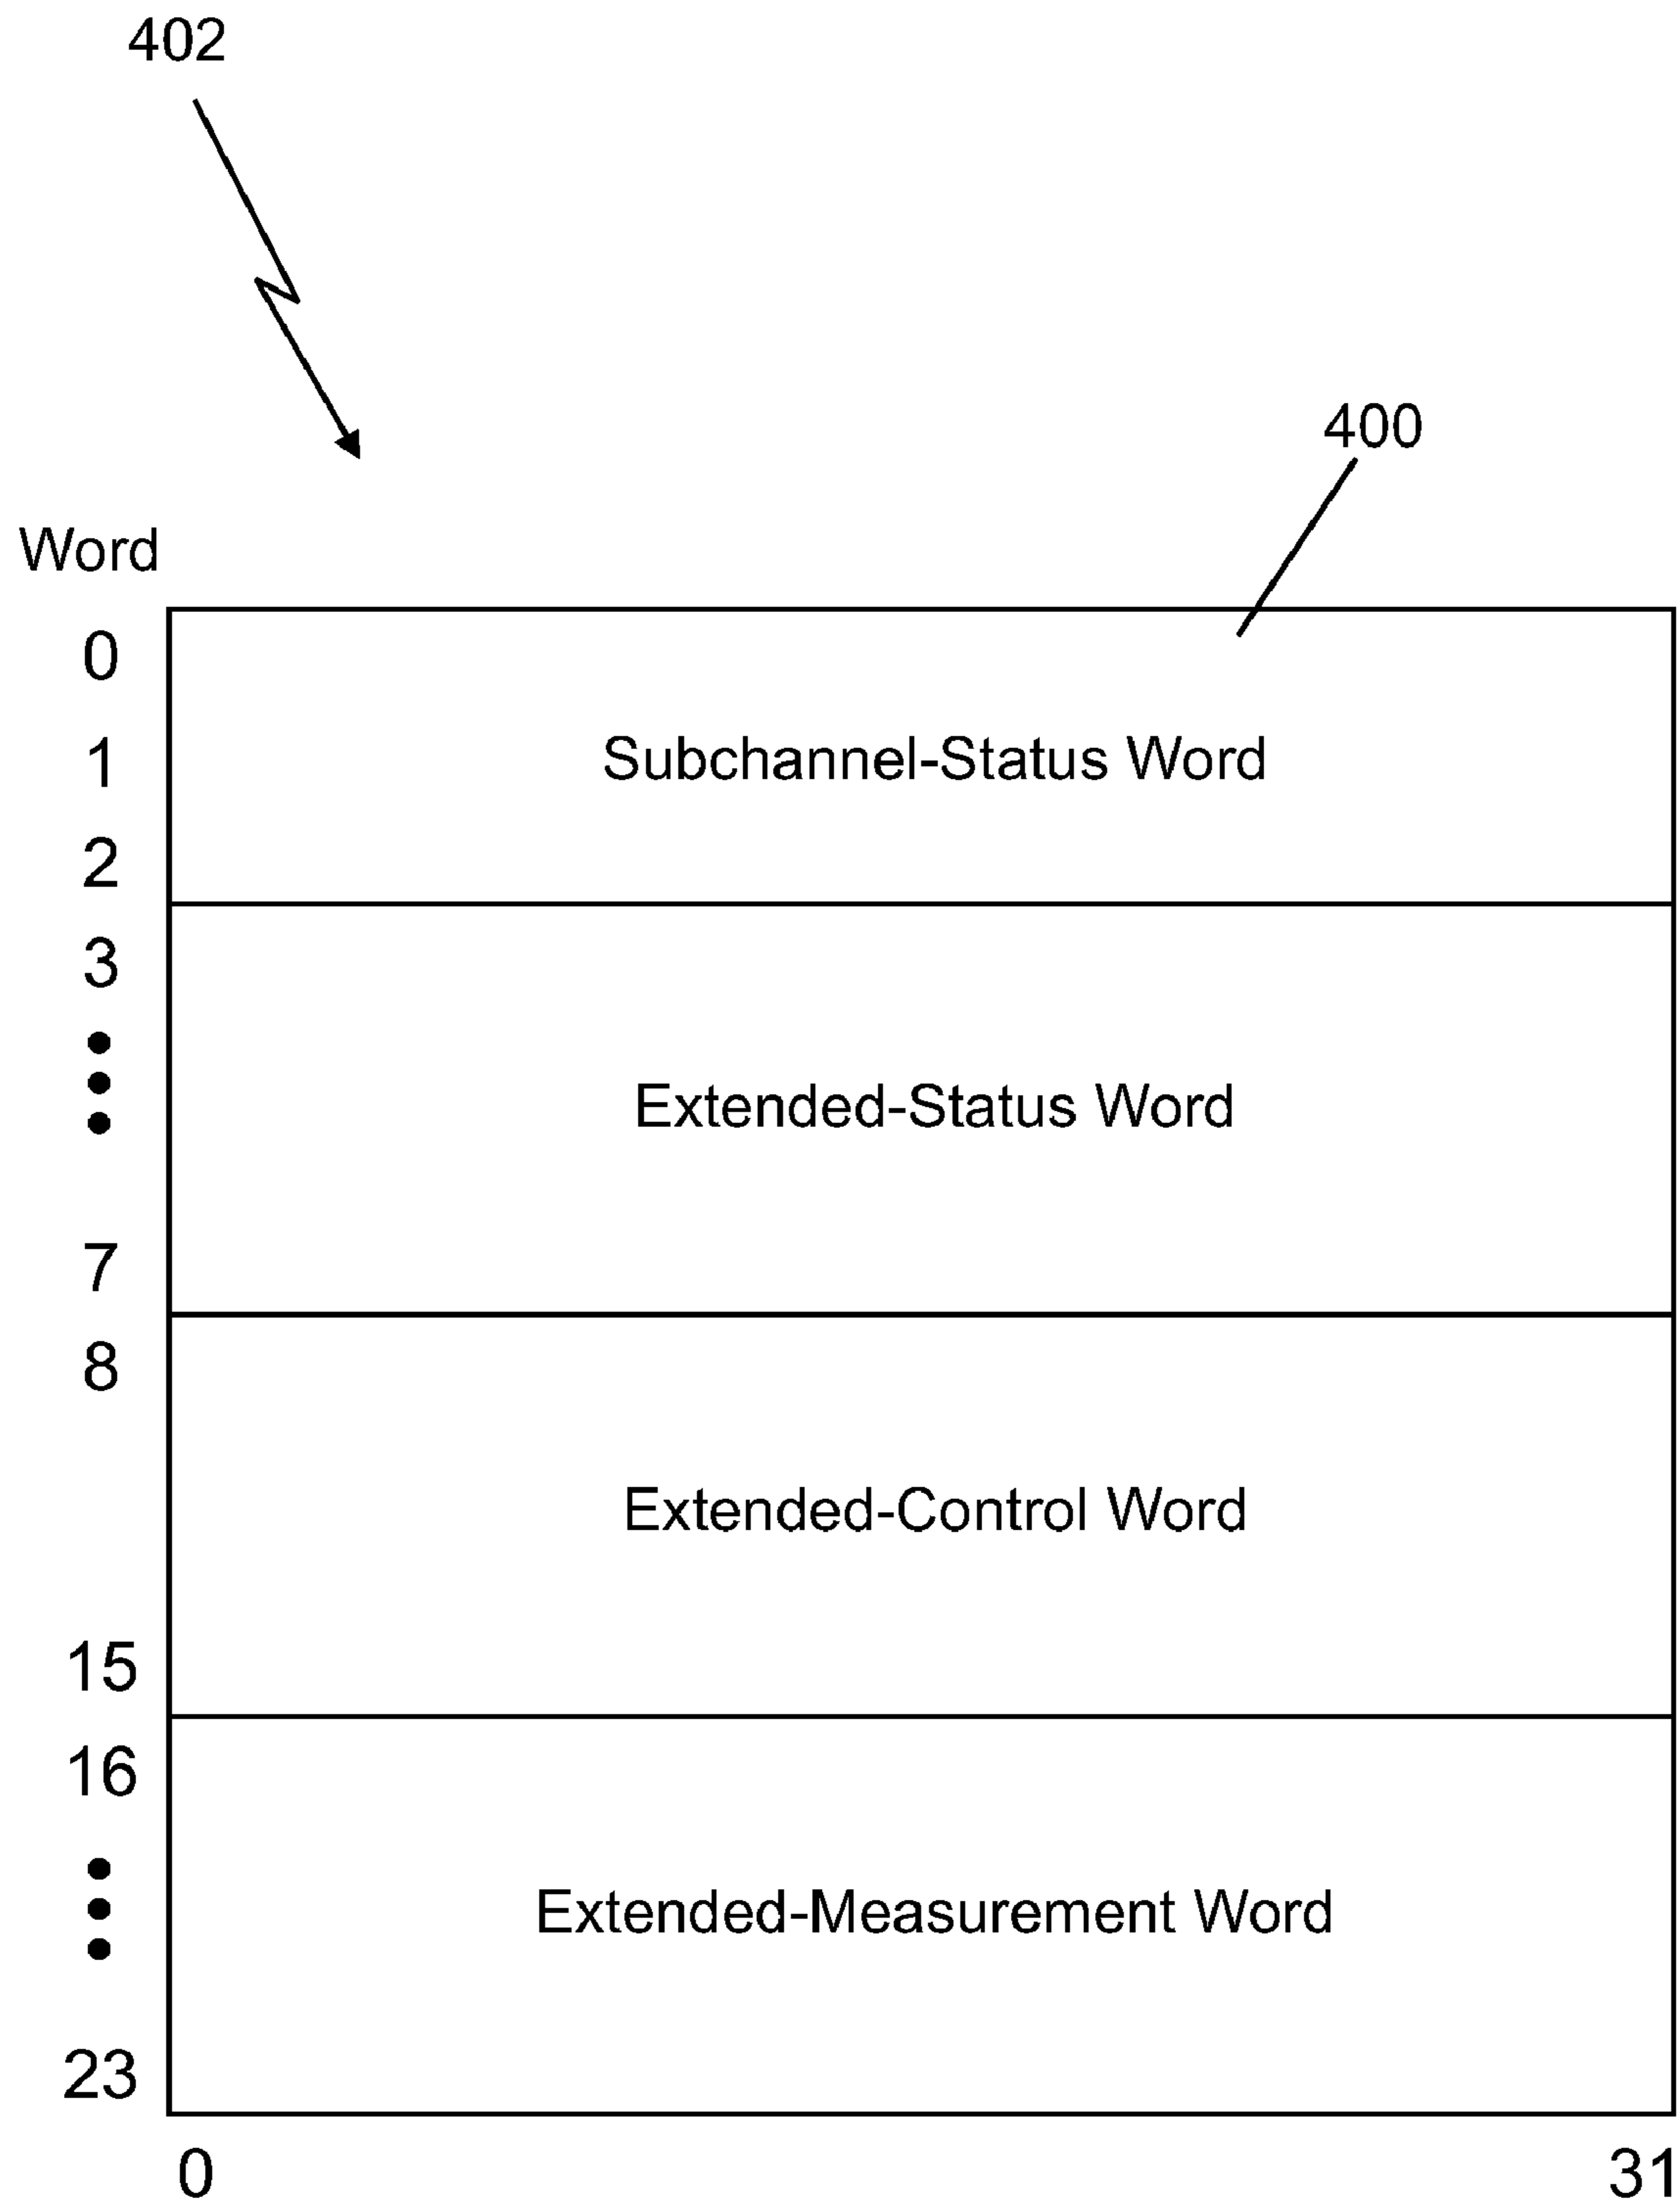 402
400
Word
0
1 Subchannel-Status Word
2
3
Extended-Status Word
7
8
Extended-Control Word
15
16
Extended-Measurement Word
23
0 31